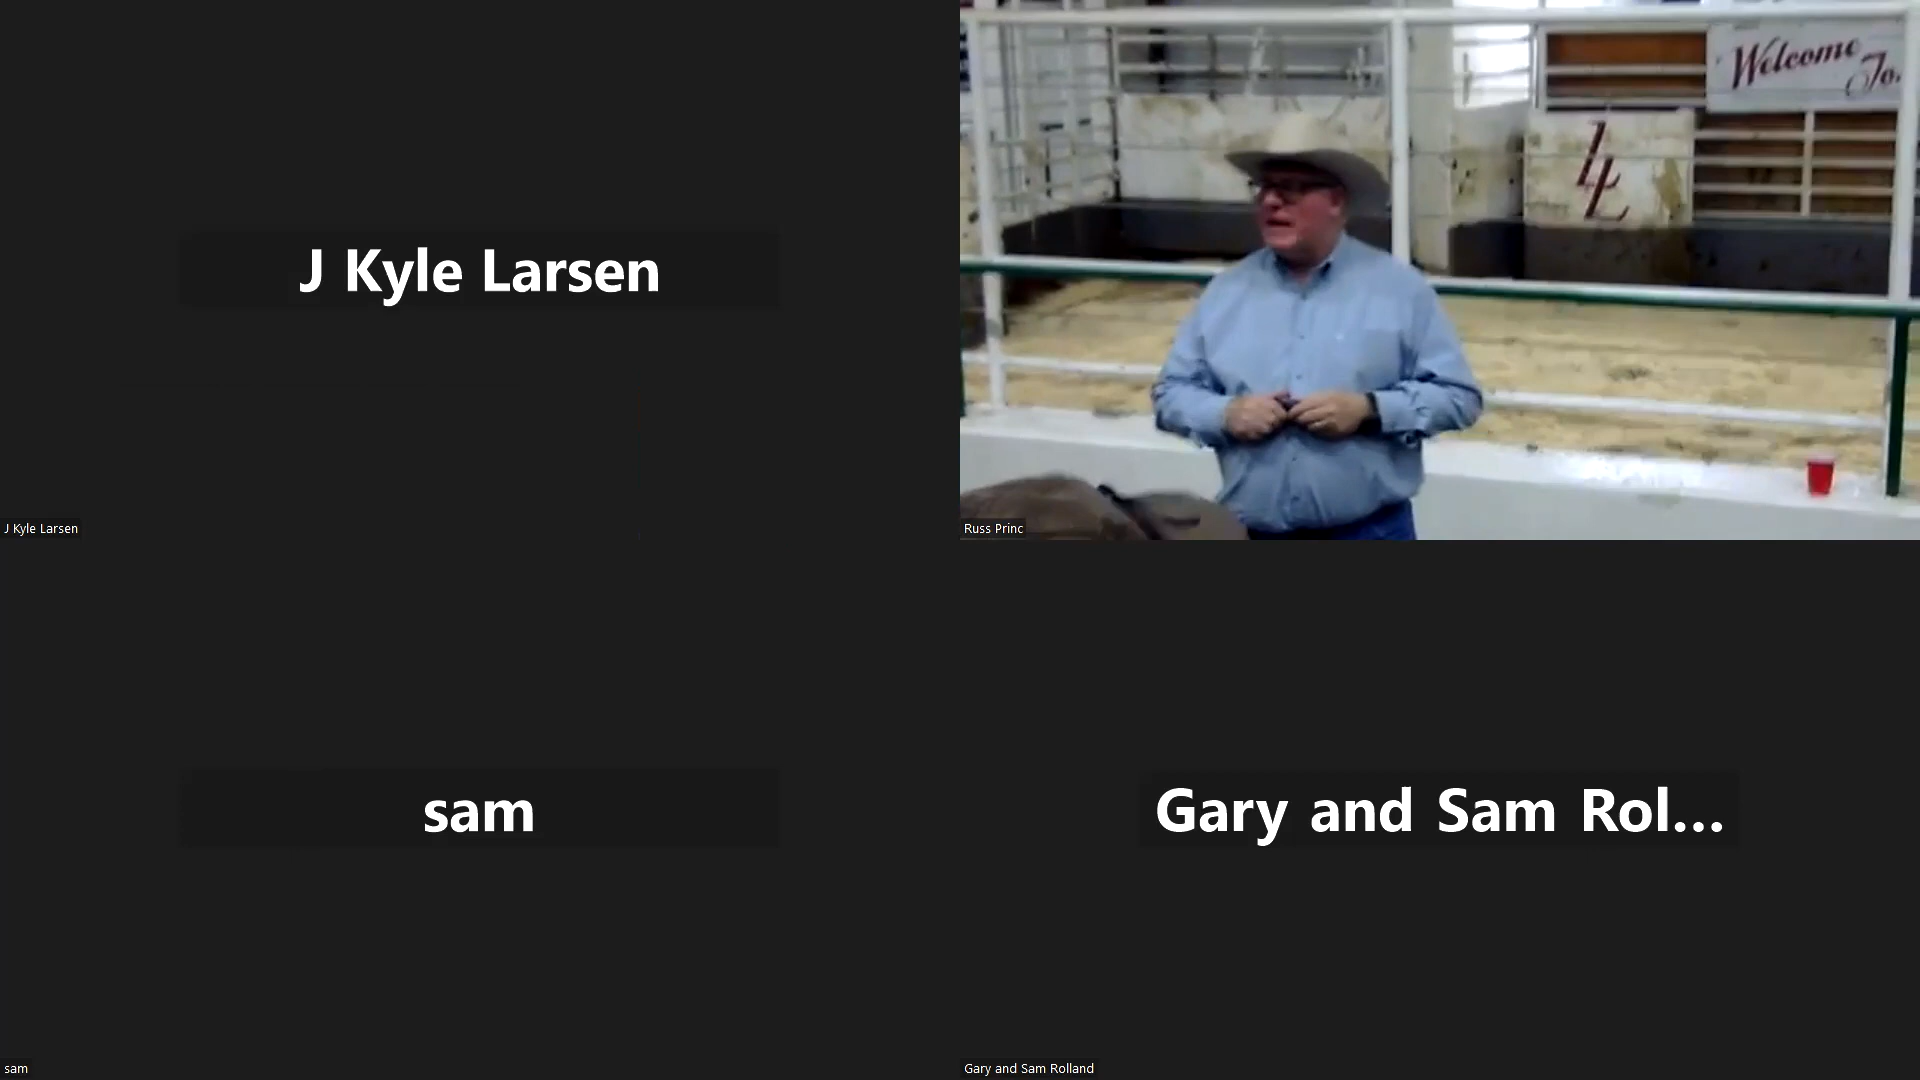 J Kyle Larsen
J Kyle Larsen
Welcome
To
LL
Russ Princ
sam
sam
Gary and Sam Rol...
Gary and Sam Rolland